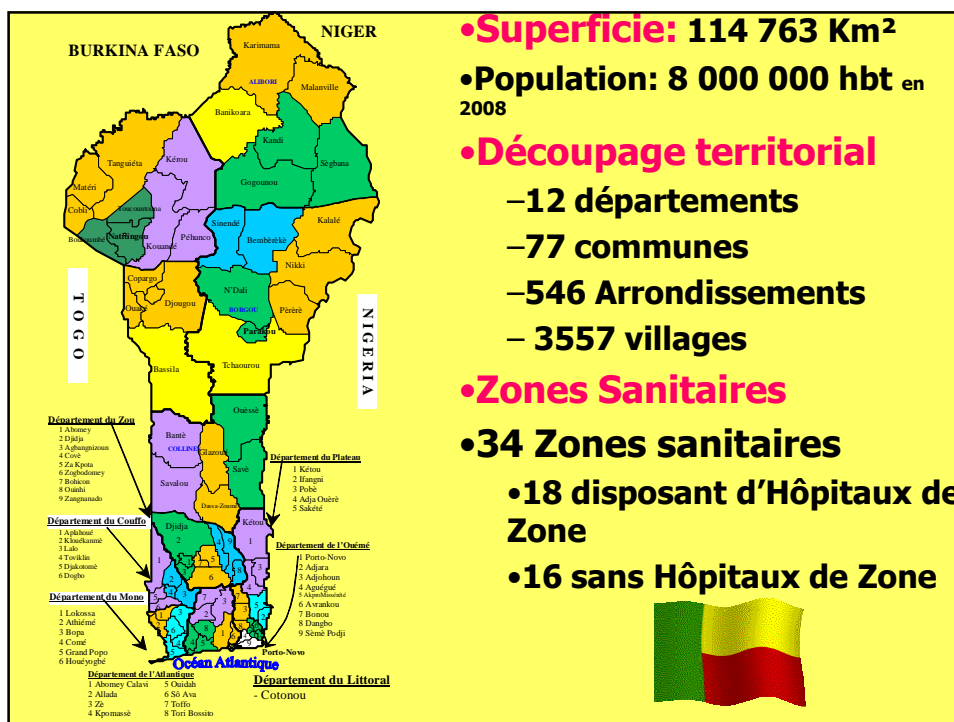 BURKINA FASO
NIGER
Karimama
ALIBORI
Malanville
Banikoara
Kandi
Sègbana
Gogounou
Kérou
Tanguiéta
Matéri
Cobli
Toucountouna
Boukoumbé
Natitingou
Kouandé
Péhunco
Sinendé
Bembèrèkè
Kalalé
Nikki
Copargo
Ouaké
Djougou
N'Dali
BORGOU
Pèrèrè
Parakou
Tchaourou
Bassila
TOGO
NIGERIA
Ouèssè
Bantè
COLLINE
Glazoué
Savè
Savalou
Dassa-Zoumé
Djidja
2
Kétou
1
Département du Zou
1 Abomey
2 Djidja
3 Agbangnizoun
4 Covè
5 Za Kpota
6 Zogbodomey
7 Bohicon
8 Ouinhi
9 Zangnanado
Département du Couffo
1 Aplahoué
2 Klouékanmè
3 Lalo
4 Toviklin
5 Djakotomè
6 Dogbo
Département du Mono
1 Lokossa
2 Athiémé
3 Bopa
4 Comé
5 Grand Popo
6 Houéyogbé
Département du Plateau
1 Kétou
2 Ifangni
3 Pobè
4 Adja Ouèrè
5 Sakété
Département de l'Ouémé
1 Porto-Novo
2 Adjara
3 Adjohoun
4 Aguégué
5 AkproMissérété
6 Avrankou
7 Bonou
8 Dangbo
9 Sèmè Podji
Porto-Novo
Océan Atlantique
Département de l'Atlantique
1 Abomey Calavi
2 Allada
3 Zè
4 Kpomassè
5 Ouidah
6 Sô Ava
7 Toffo
8 Tori Bossito
Département du Littoral
- Cotonou
•Superficie: 114 763 Km²
•Population: 8 000 000 hbt en
2008
•Découpage territorial
–12 départements
–77 communes
–546 Arrondissements
– 3557 villages
•Zones Sanitaires
•34 Zones sanitaires
•18 disposant d'Hôpitaux de
Zone
•16 sans Hôpitaux de Zone